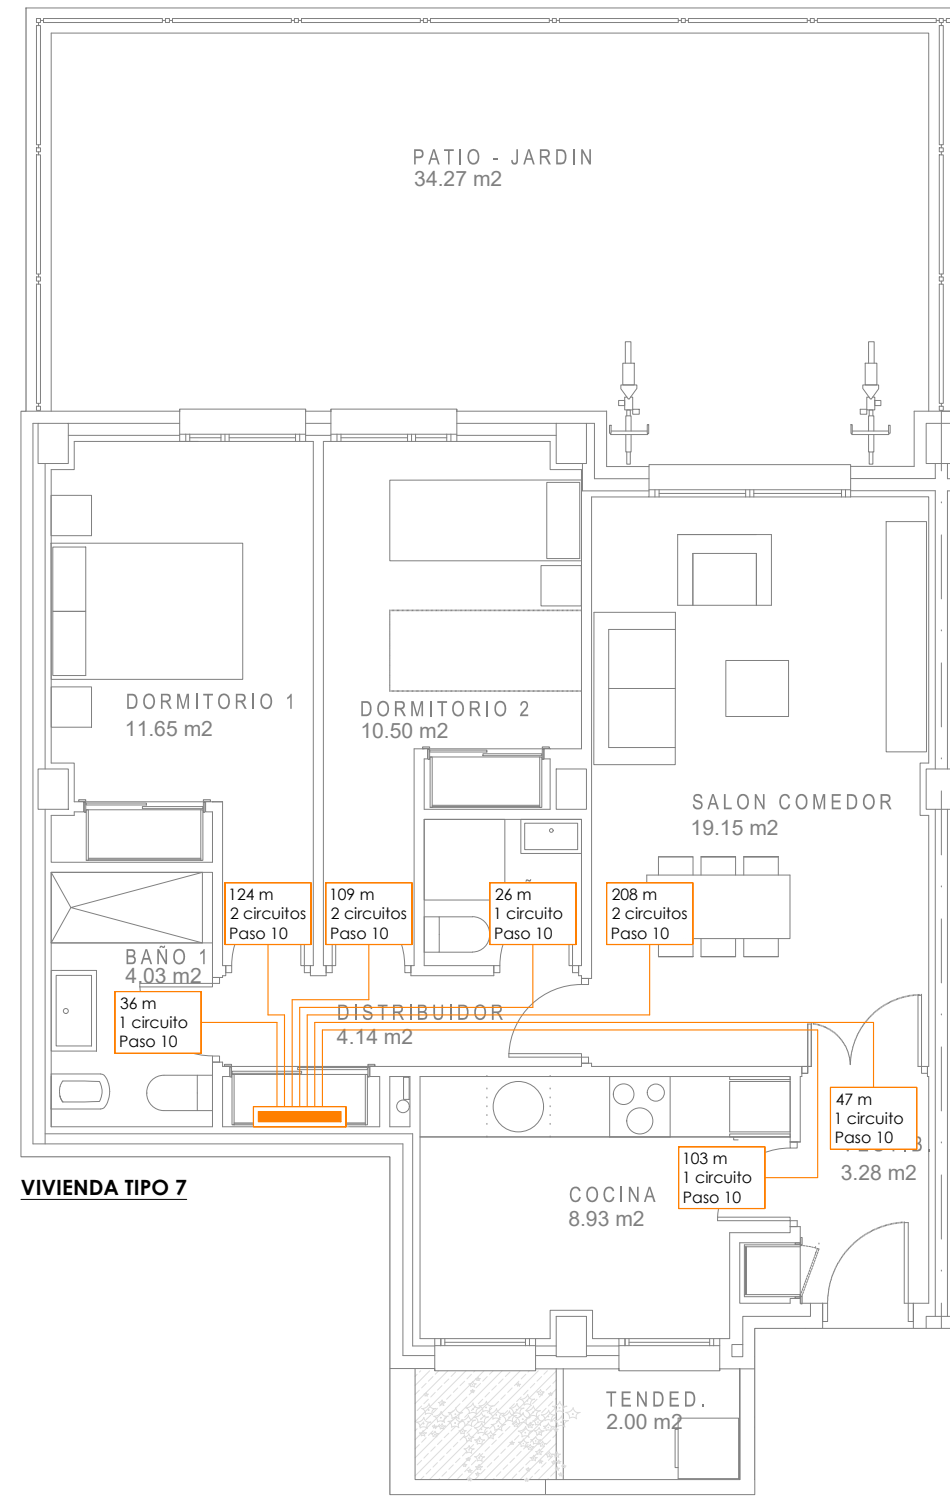 PATIO - JARDIN
34.27 m2
DORMITORIO 1
11.65 m2
DORMITORIO 2
10.50 m2
SALON COMEDOR
19.15 m2
124 m
2 circuitos
Paso 10
109 m
2 circuitos
Paso 10
26 m
1 circuito
Paso 10
208 m
2 circuitos
Paso 10
BAÑO 1
4.03 m2
36 m
1 circuito
Paso 10
DISTRIBUIDOR
4.14 m2
47 m
1 circuito
Paso 10
3.28 m2
103 m
1 circuito
Paso 10
COCINA
8.93 m2
VIVIENDA TIPO 7
TENDED.
2.00 m2